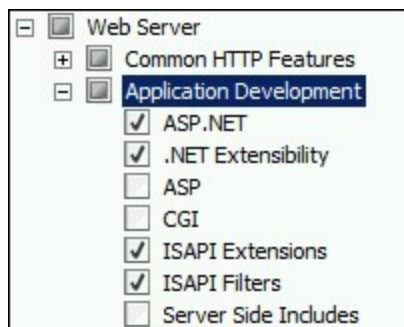 Web Server
Common HTTP Features
Application Development
ASP.NET
.NET Extensibility
ASP
CGI
ISAPI Extensions
ISAPI Filters
Server Side Includes